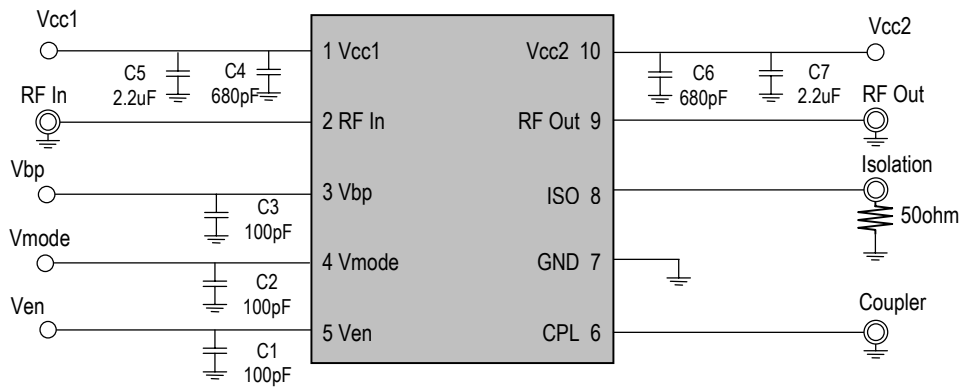 Vcc1
C5
2.2uF
C4
680pF
RF In
Vbp
C3
100pF
Vmode
C2
100pF
Ven
C1
100pF
1 Vcc1
2 RF In
3 Vbp
4 Vmode
5 Ven
Vcc2 10
RF Out 9
ISO 8
GND 7
CPL 6
Vcc2
C6
680pF
C7
2.2uF
RF Out
Isolation
50ohm
Coupler